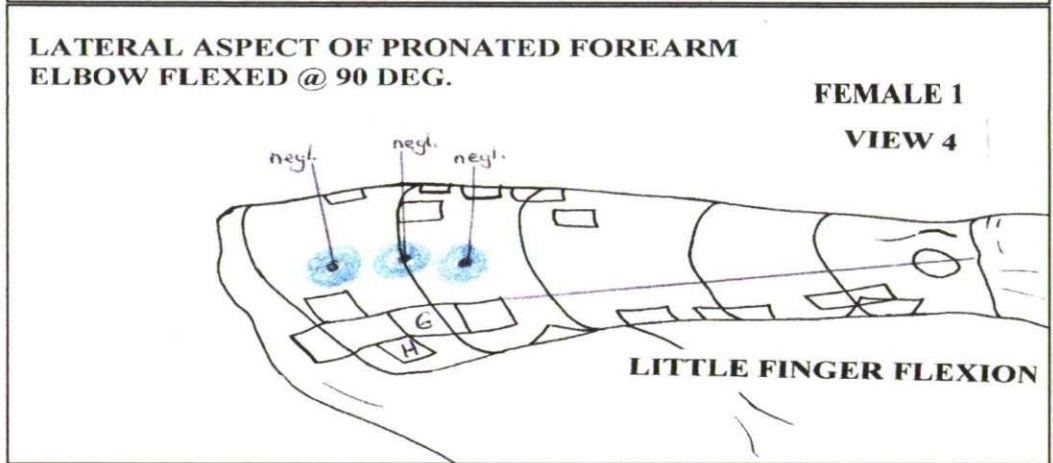 LATERAL ASPECT OF PRONATED FOREARM
ELBOW FLEXED @ 90 DEG.
FEMALE 1
VIEW 4
negl.
negl.
negl.
G
H
LITTLE FINGER FLEXION